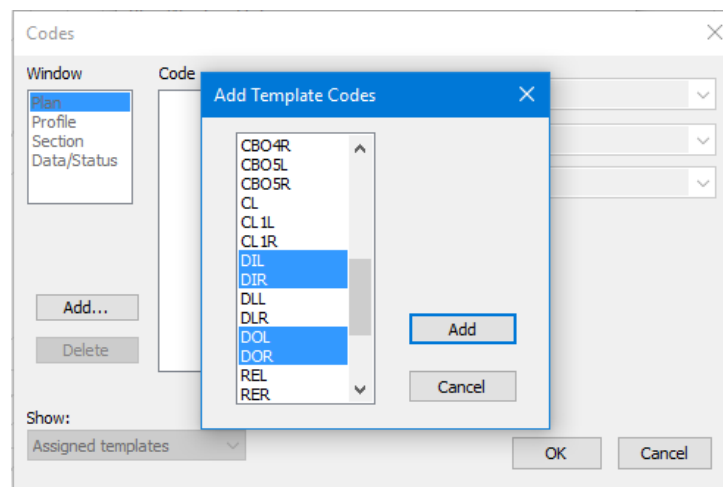 Codes
Window
Code
Plan
Profile
Section
Data/Status
Add...
Delete
Show:
Assigned templates
Add Template Codes
CBO4R
CBO5L
CBO5R
CL
CL1L
CL1R
DIL
DIR
DLL
DLR
DOL
DOR
REL
RER
Add
Cancel
OK
Cancel